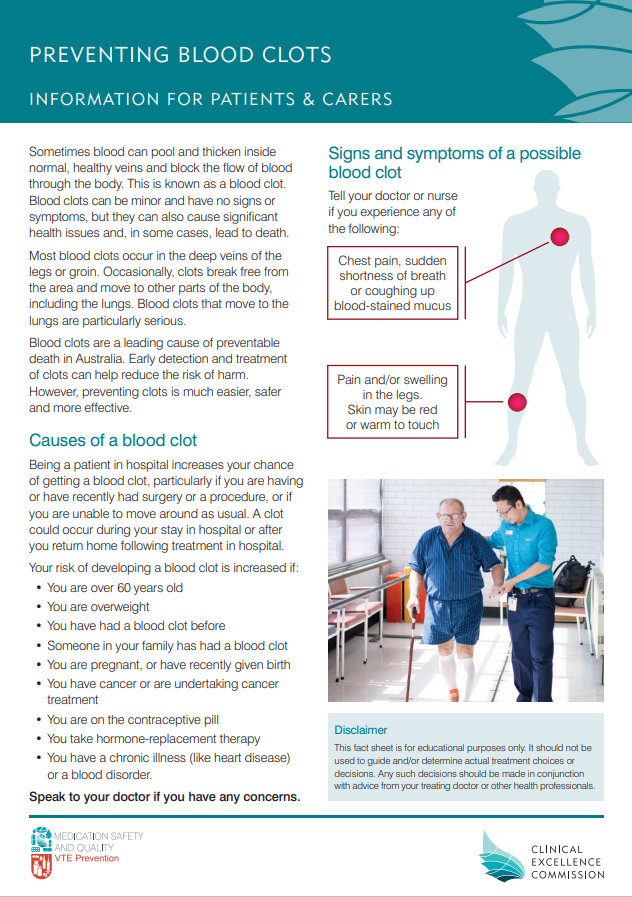 PREVENTING BLOOD CLOTS
INFORMATION FOR PATIENTS & CARERS
Sometimes blood can pool and thicken inside
normal, healthy veins and block the flow of blood
through the body. This is known as a blood clot.
Blood clots can be minor and have no signs or
symptoms, but they can also cause significant
health issues and, in some cases, lead to death.
Most blood clots occur in the deep veins of the
legs or groin. Occasionally, clots break free from
the area and move to other parts of the body,
including the lungs. Blood clots that move to the
lungs are particularly serious.
Blood clots are a leading cause of preventable
death in Australia. Early detection and treatment
of clots can help reduce the risk of harm.
However, preventing clots is much easier, safer
and more effective.
Causes of a blood clot
Being a patient in hospital increases your chance
of getting a blood clot, particularly if you are having
or have recently had surgery or a procedure, or if
you are unable to move around as usual. A clot
could occur during your stay in hospital or after
you return home following treatment in hospital.
Your risk of developing a blood clot is increased if:
• You are over 60 years old
• You are overweight
• You have had a blood clot before
• Someone in your family has had a blood clot
• You are pregnant, or have recently given birth
• You have cancer or are undertaking cancer
treatment
• You are on the contraceptive pill
• You take hormone-replacement therapy
• You have a chronic illness (like heart disease)
or a blood disorder.
Speak to your doctor if you have any concerns.
Signs and symptoms of a possible
blood clot
Tell your doctor or nurse
if you experience any of
the following:
Chest pain, sudden
shortness of breath
or coughing up
blood-stained mucus
Pain and/or swelling
in the legs.
Skin may be red
or warm to touch
Disclaimer
This fact sheet is for educational purposes only. It should not be
used to guide and/or determine actual treatment choices or
decisions. Any such decisions should be made in conjunction
with advice from your treating doctor or other health professionals.
MEDICATION SAFETY
AND QUALITY
VTE Prevention
CLINICAL
EXCELLENCE
COMMISSION